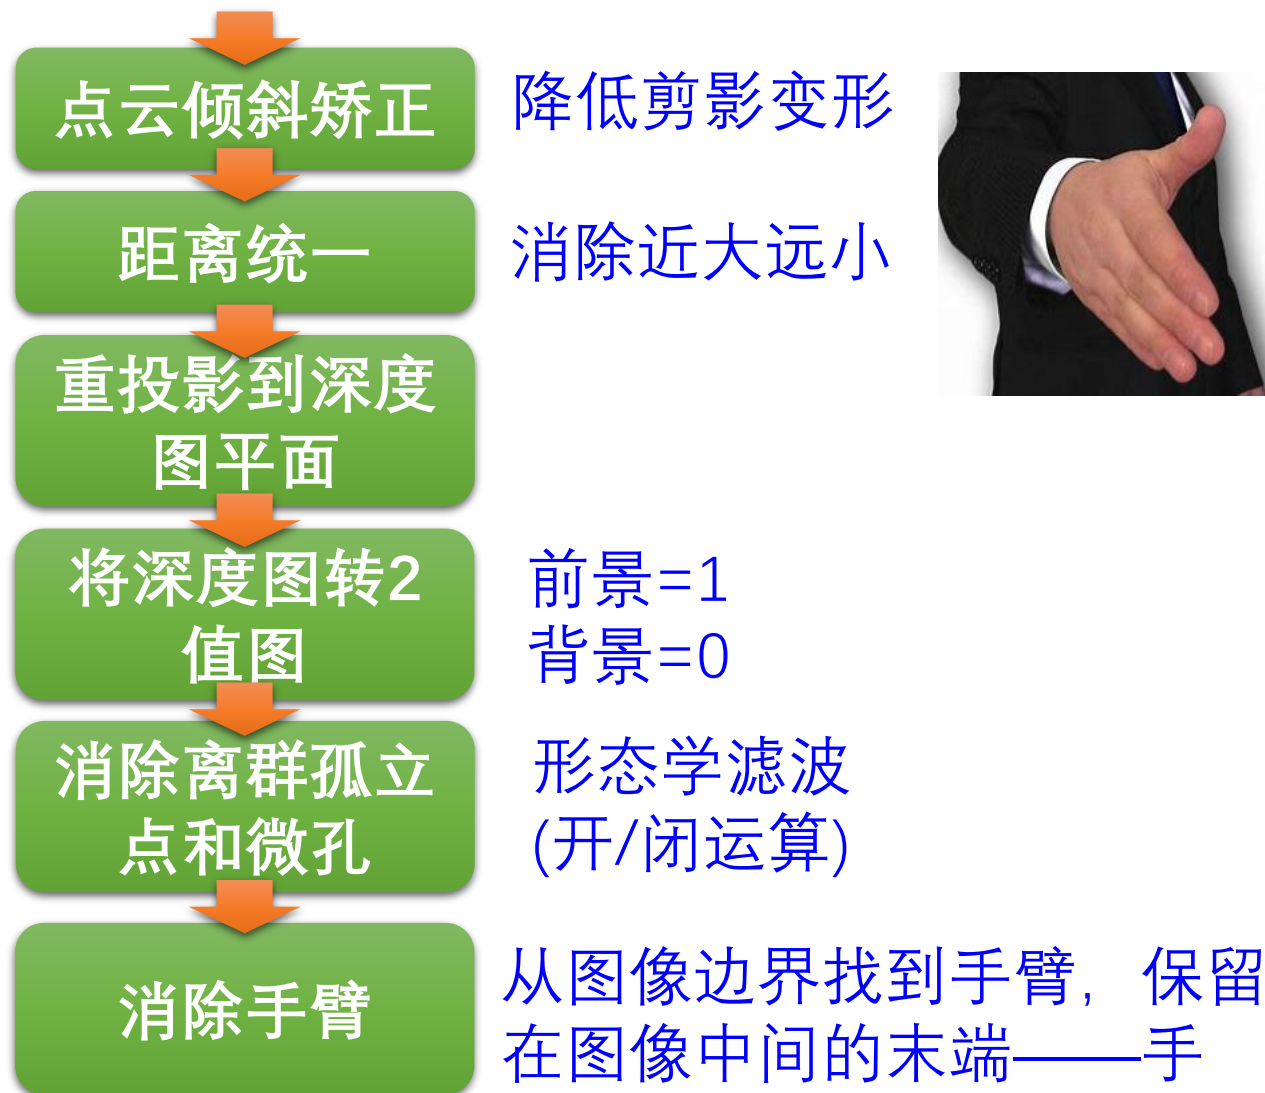 点云倾斜矫正
降低剪影变形
距离统一
消除近大远小
重投影到深度
图平面
将深度图转2
值图
前景=1
背景=0
消除离群孤立
点和微孔
形态学滤波
(开/闭运算)
消除手臂
从图像边界找到手臂，保留
在图像中间的末端——手